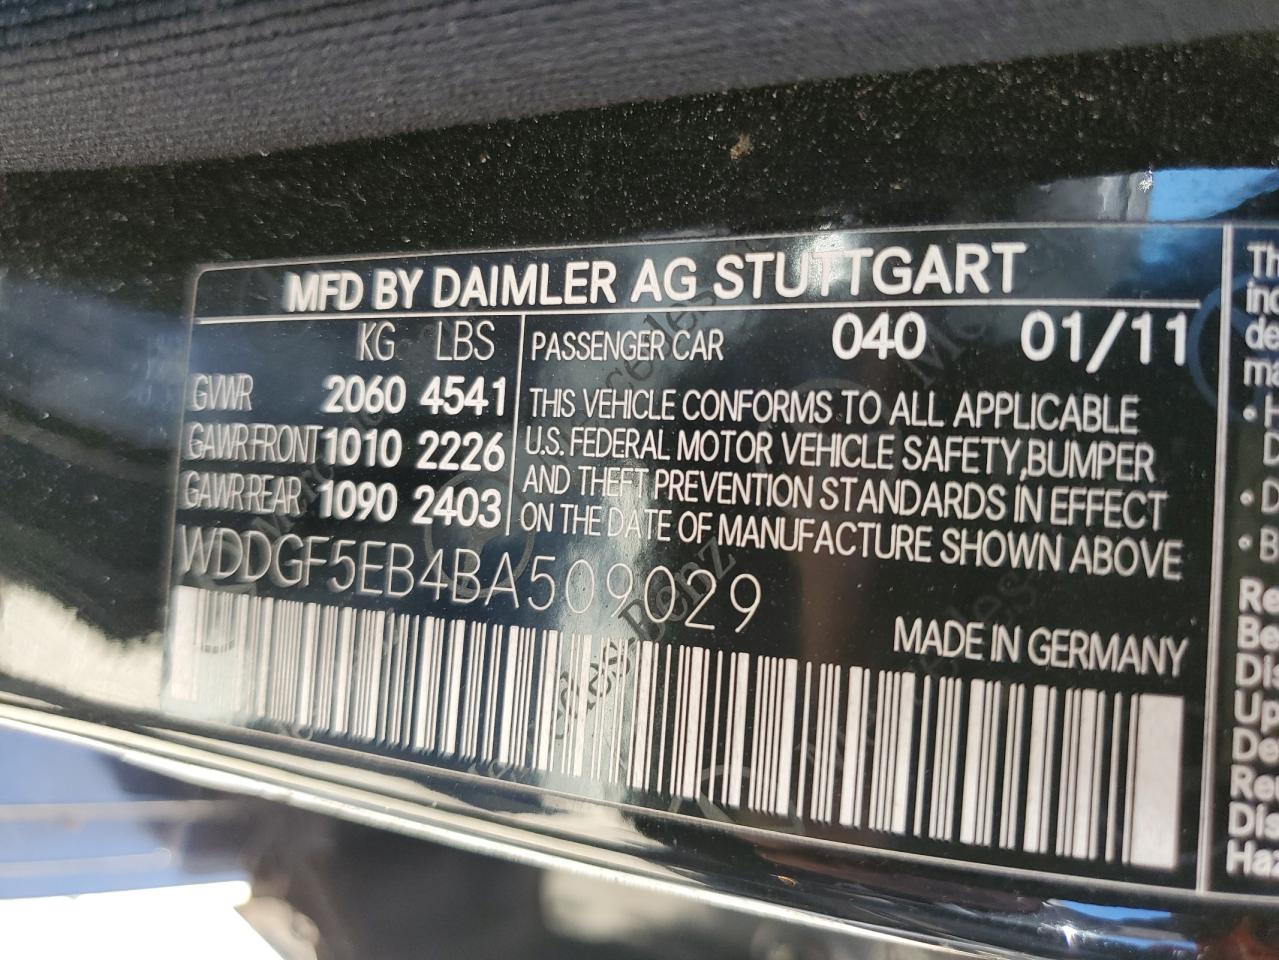 MFD BY DAIMLER AG STUTTGART
KG LBS
GVWR 2060 4541
GAWR FRONT 1010 2226
GAWR REAR 1090 2403
PASSENGER CAR 040 01/11
THIS VEHICLE CONFORMS TO ALL APPLICABLE
U.S. FEDERAL MOTOR VEHICLE SAFETY,BUMPER
AND THEFT PREVENTION STANDARDS IN EFFECT
ON THE DATE OF MANUFACTURE SHOWN ABOVE
WDDGF5EB4BA509029
MADE IN GERMANY
Mercedes-Benz